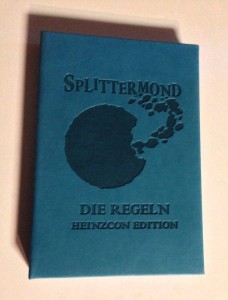 SPLITTERMOND
DIE REGELN
HEINZCON EDITION